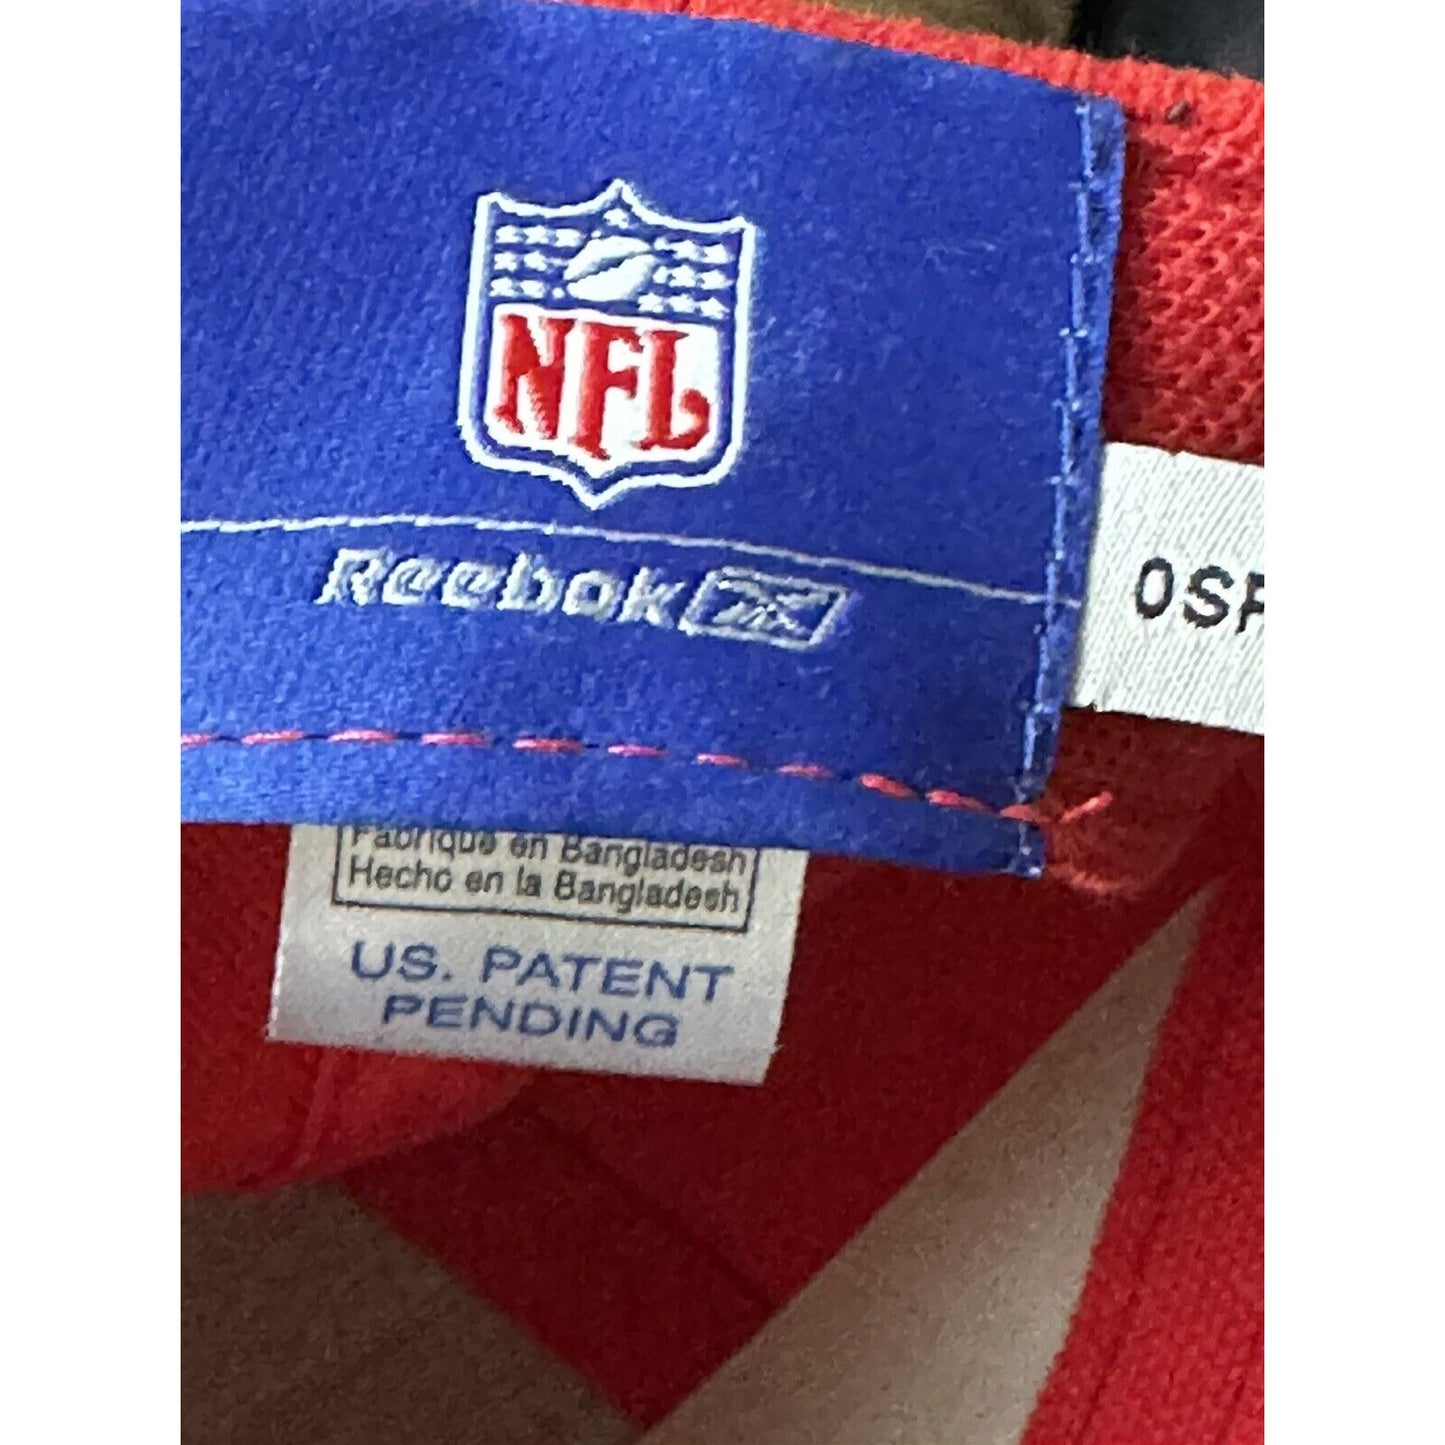 NFL
Reebok
OSF
Fabrique en Bangladesh
Hecho en la Bangladesh
US. PATENT
PENDING